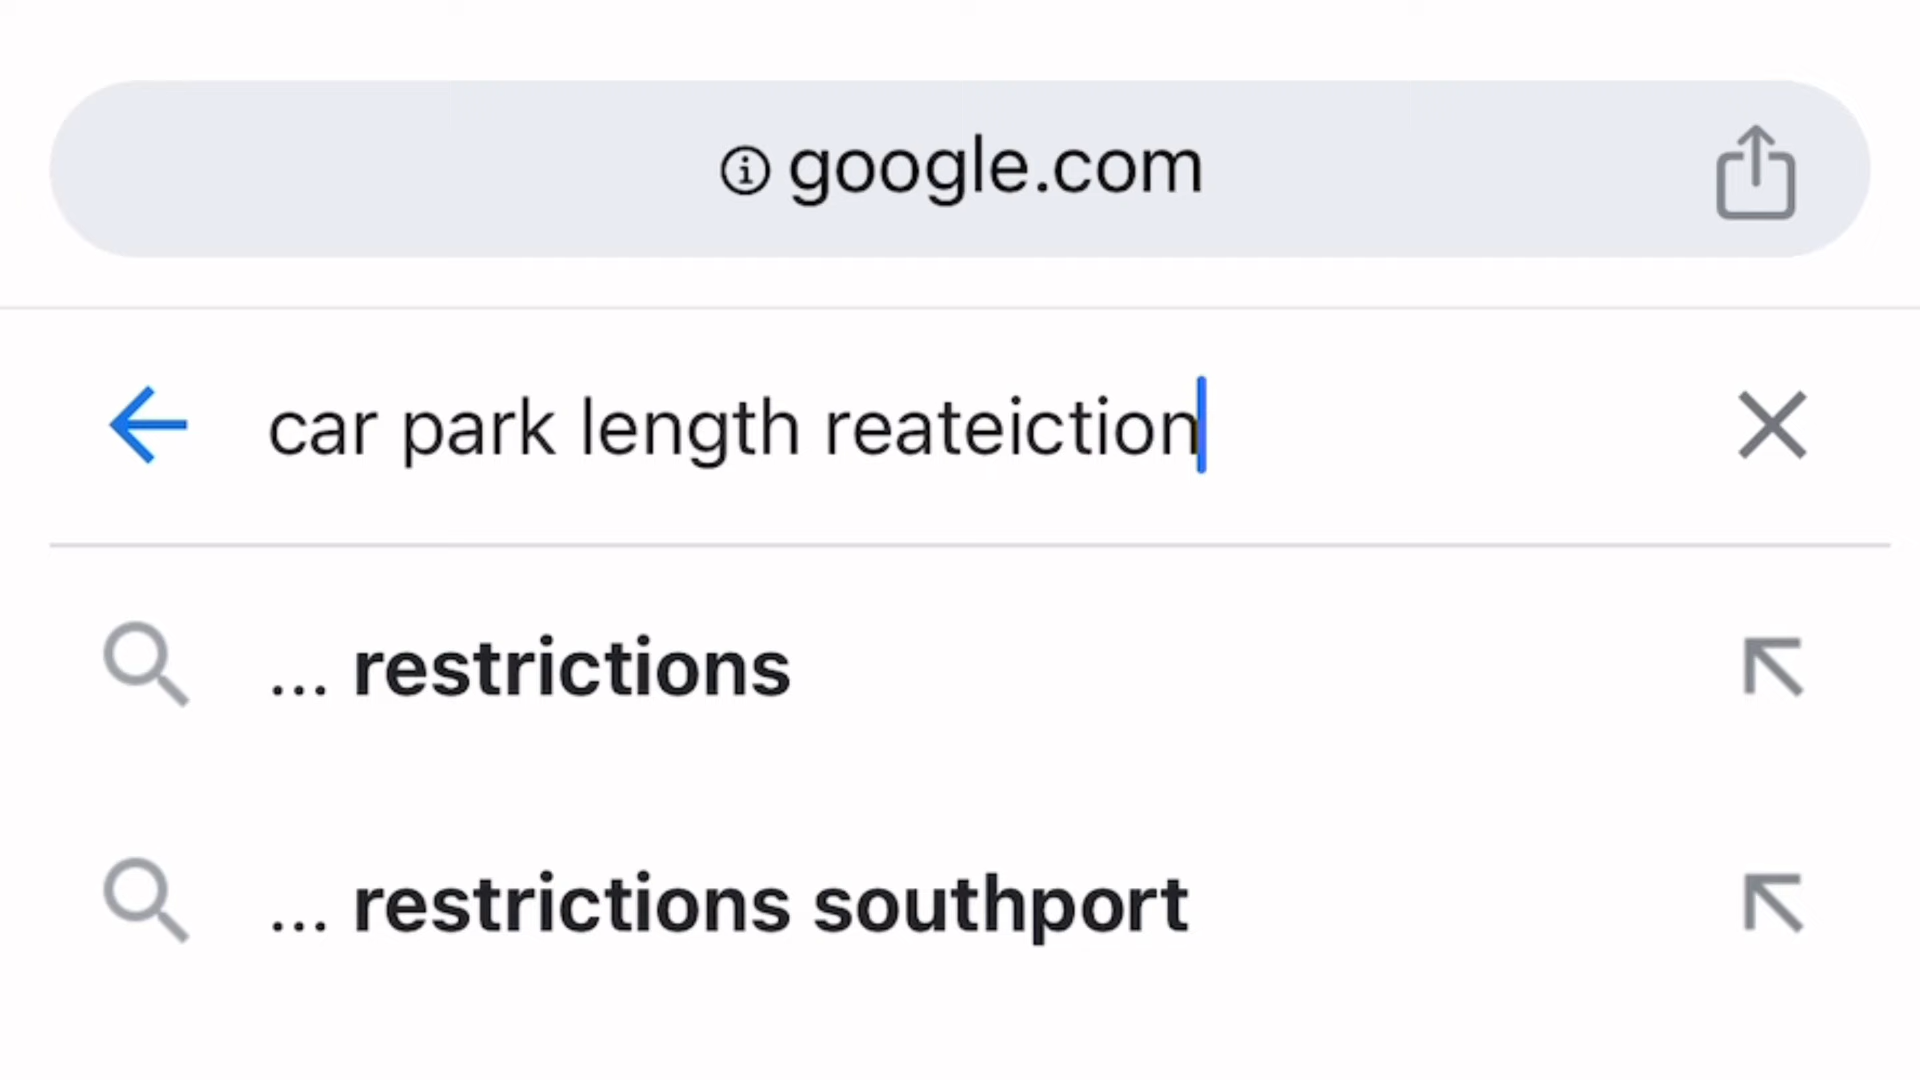 google.com
car park length reateiction
... restrictions
... restrictions southport